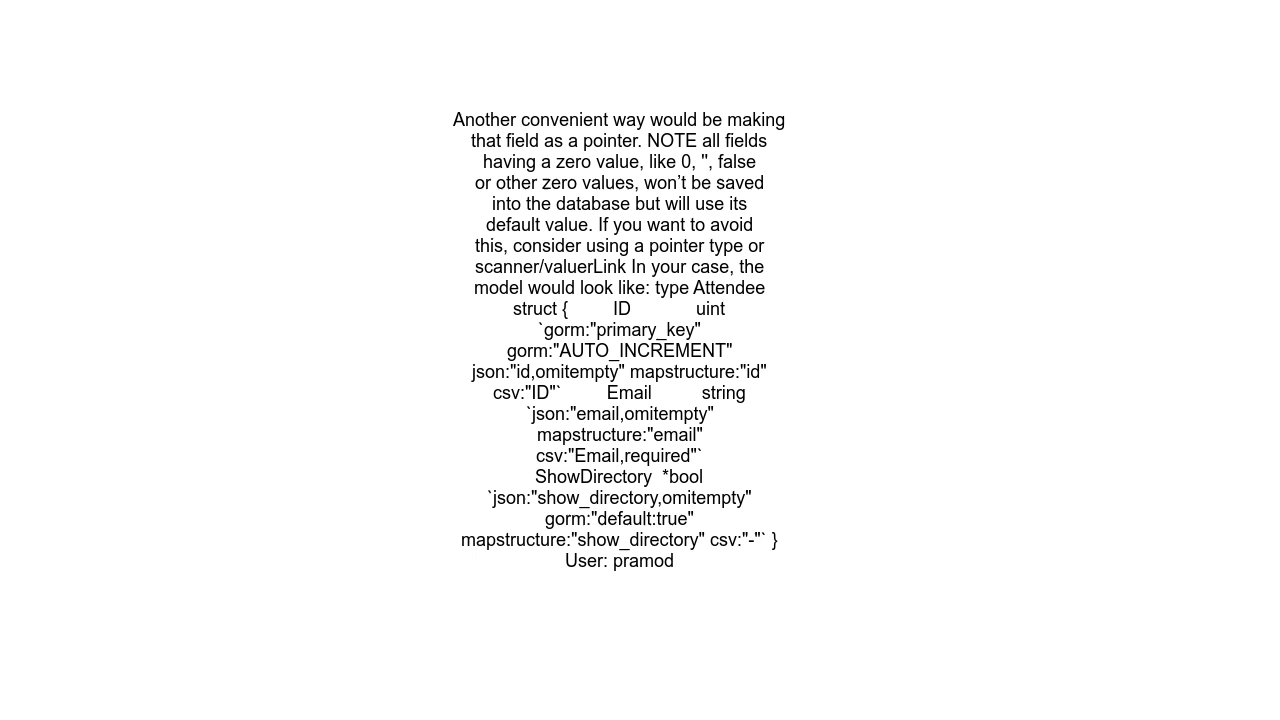 Another convenient way would be making
that field as a pointer. NOTE all fields
having a zero value, like 0, '', false
or other zero values, won’t be saved
into the database but will use its
default value. If you want to avoid
this, consider using a pointer type or
scanner/valuerLink In your case, the
model would look like: type Attendee
struct {         ID             uint
`gorm:"primary_key"
gorm:"AUTO_INCREMENT"
json:"id,omitempty" mapstructure:"id"
csv:"ID"`         Email          string
`json:"email,omitempty"
mapstructure:"email"
csv:"Email,required"`
ShowDirectory  *bool
`json:"show_directory,omitempty"
gorm:"default:true"
mapstructure:"show_directory" csv:"-"` }
User: pramod